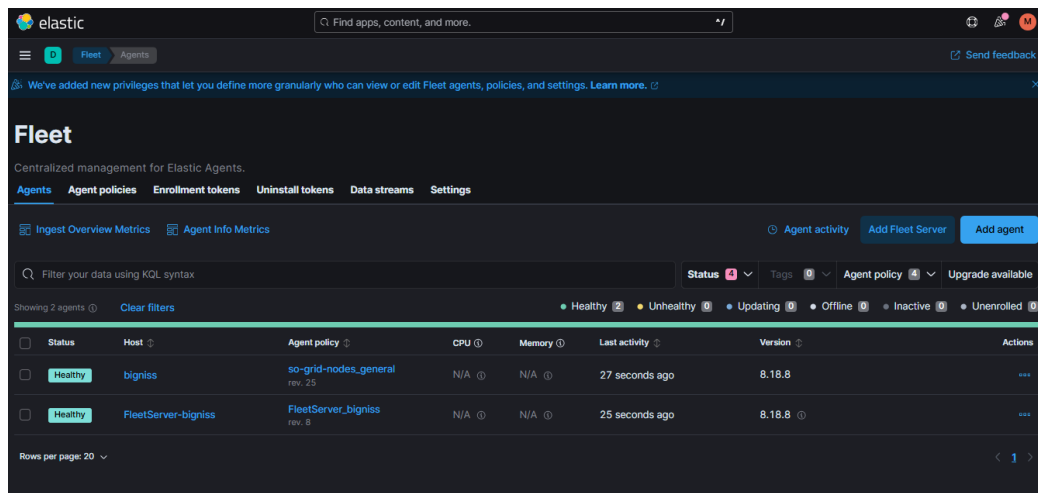 elastic
Find apps, content, and more.
^/
M
D
Fleet
Agents
Send feedback
We've added new privileges that let you define more granularly who can view or edit Fleet agents, policies, and settings. Learn more.
Fleet
Centralized management for Elastic Agents.
Agents Agent policies Enrollment tokens Uninstall tokens Data streams Settings
Ingest Overview Metrics Agent Info Metrics Agent activity Add Fleet Server Add agent
Filter your data using KQL syntax Status 4 Tags 0 Agent policy 4 Upgrade available
Showing 2 agents Clear filters Healthy 2 Unhealthy 0 Updating 0 Offline 0 Inactive 0 Unenrolled 0
Status Host Agent policy CPU Memory Last activity Version Actions
Healthy bigniss so-grid-nodes_general N/A N/A 27 seconds ago 8.18.8
rev. 25
Healthy FleetServer-bigniss FleetServer_bigniss N/A N/A 25 seconds ago 8.18.8
rev. 8
Rows per page: 20 < 1 >